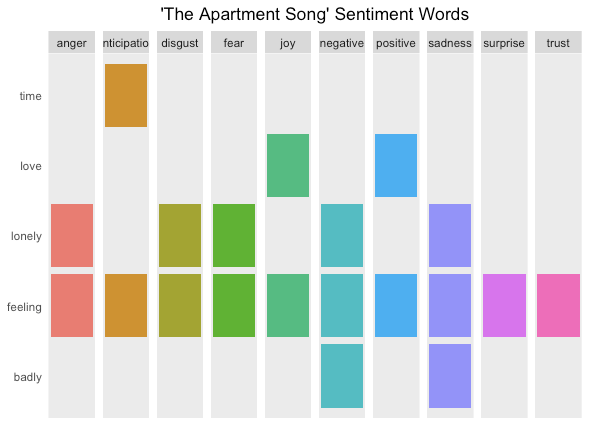 'The Apartment Song' Sentiment Words
anger nticipatio disgust fear joy negative positive sadness surprise trust
time
love
lonely
feeling
badly